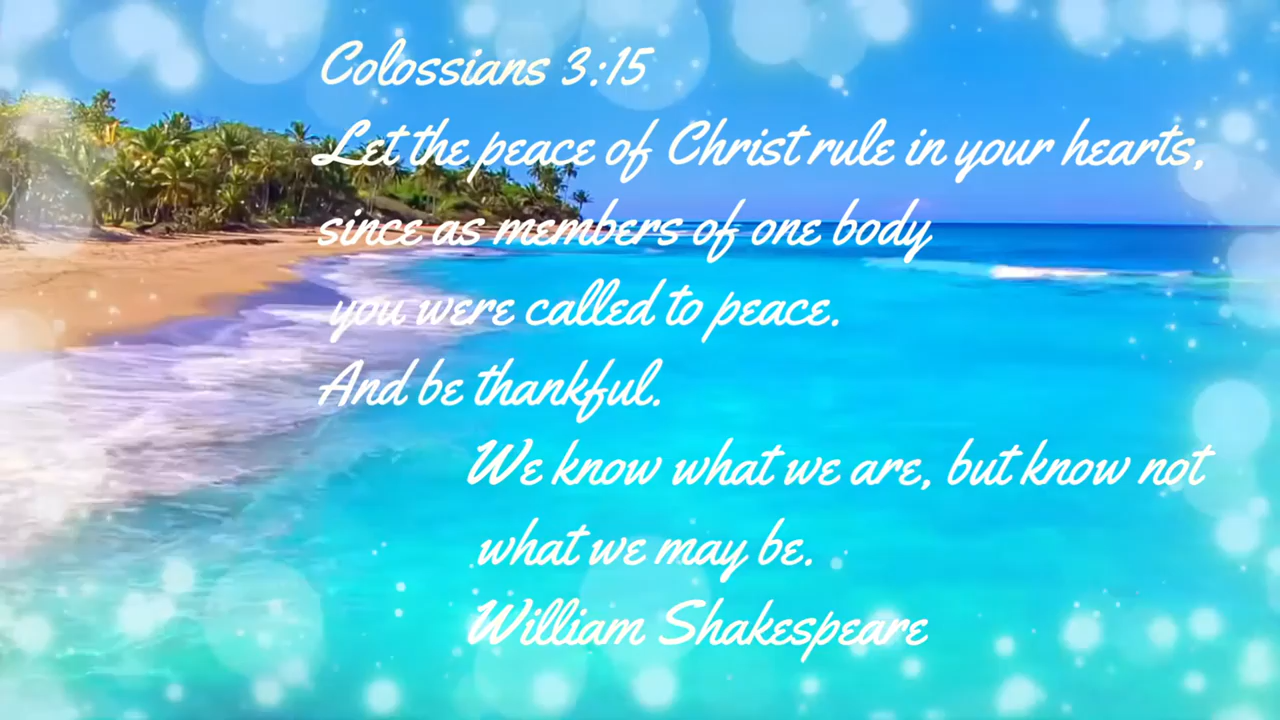 Colossians 3:15
Let the peace of Christ rule in your hearts,
since as members of one body
you were called to peace.
And be thankful.
We know what we are, but know not
what we may be.
William Shakespeare